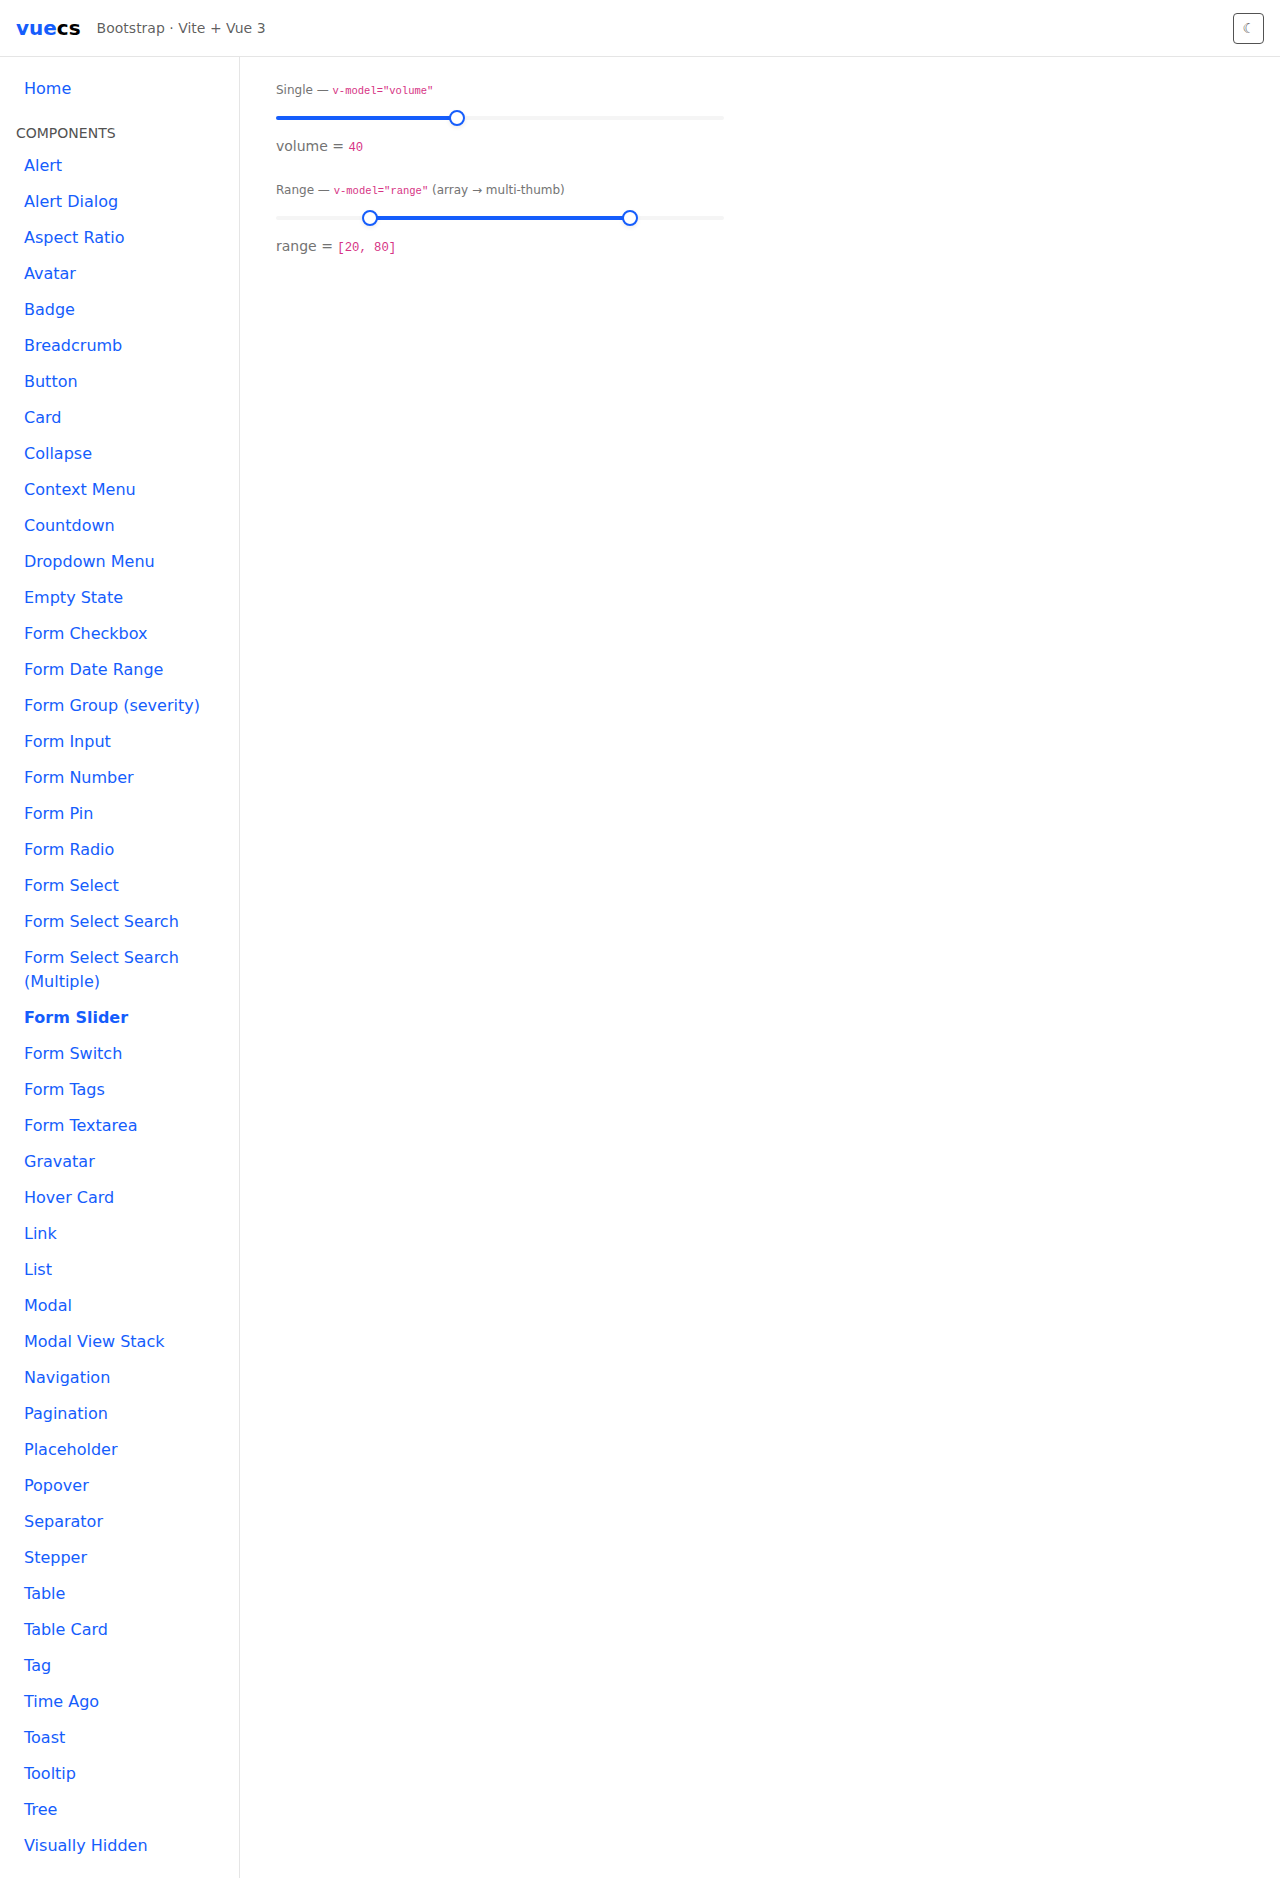 vuecs Bootstrap · Vite + Vue 3 ☾
Home
COMPONENTS
Alert
Alert Dialog
Aspect Ratio
Avatar
Badge
Breadcrumb
Button
Card
Collapse
Context Menu
Countdown
Dropdown Menu
Empty State
Form Checkbox
Form Date Range
Form Group (severity)
Form Input
Form Number
Form Pin
Form Radio
Form Select
Form Select Search
Form Select Search
(Multiple)
Form Slider
Form Switch
Form Tags
Form Textarea
Gravatar
Hover Card
Link
List
Modal
Modal View Stack
Navigation
Pagination
Placeholder
Popover
Separator
Stepper
Table
Table Card
Tag
Time Ago
Toast
Tooltip
Tree
Visually Hidden
Single — v-model="volume"
volume = 40
Range — v-model="range" (array → multi-thumb)
range = [20, 80]